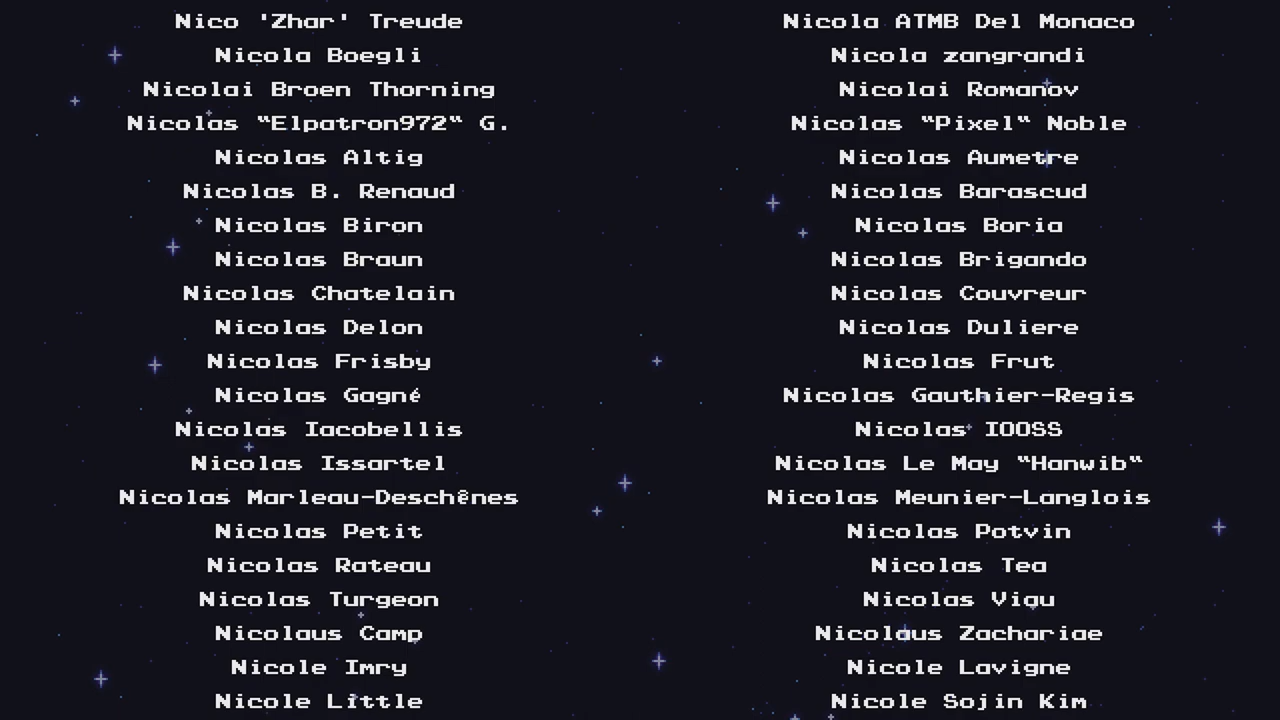 Nico 'Zhar' Treude
Nicola ATMB Del Monaco
Nicola Boegli
Nicola zangrandi
Nicolai Broen Thorning
Nicolai Romanov
Nicolas "Elpatron972" G.
Nicolas "Pixel" Noble
Nicolas Altig
Nicolas Aumetre
Nicolas B. Renaud
Nicolas Barascud
Nicolas Biron
Nicolas Boria
Nicolas Braun
Nicolas Brigando
Nicolas Chatelain
Nicolas Couvreur
Nicolas Delon
Nicolas Duliere
Nicolas Frisby
Nicolas Frut
Nicolas Gagné
Nicolas Gauthier-Regis
Nicolas Iacobellis
Nicolas IOOSS
Nicolas Issartel
Nicolas Le May "Hanwib"
Nicolas Marleau-Deschênes
Nicolas Meunier-Langlois
Nicolas Petit
Nicolas Potvin
Nicolas Rateau
Nicolas Tea
Nicolas Turgeon
Nicolas Viau
Nicolaus Camp
Nicolaus Zachariae
Nicole Imry
Nicole Lavigne
Nicole Little
Nicole Sojin Kim